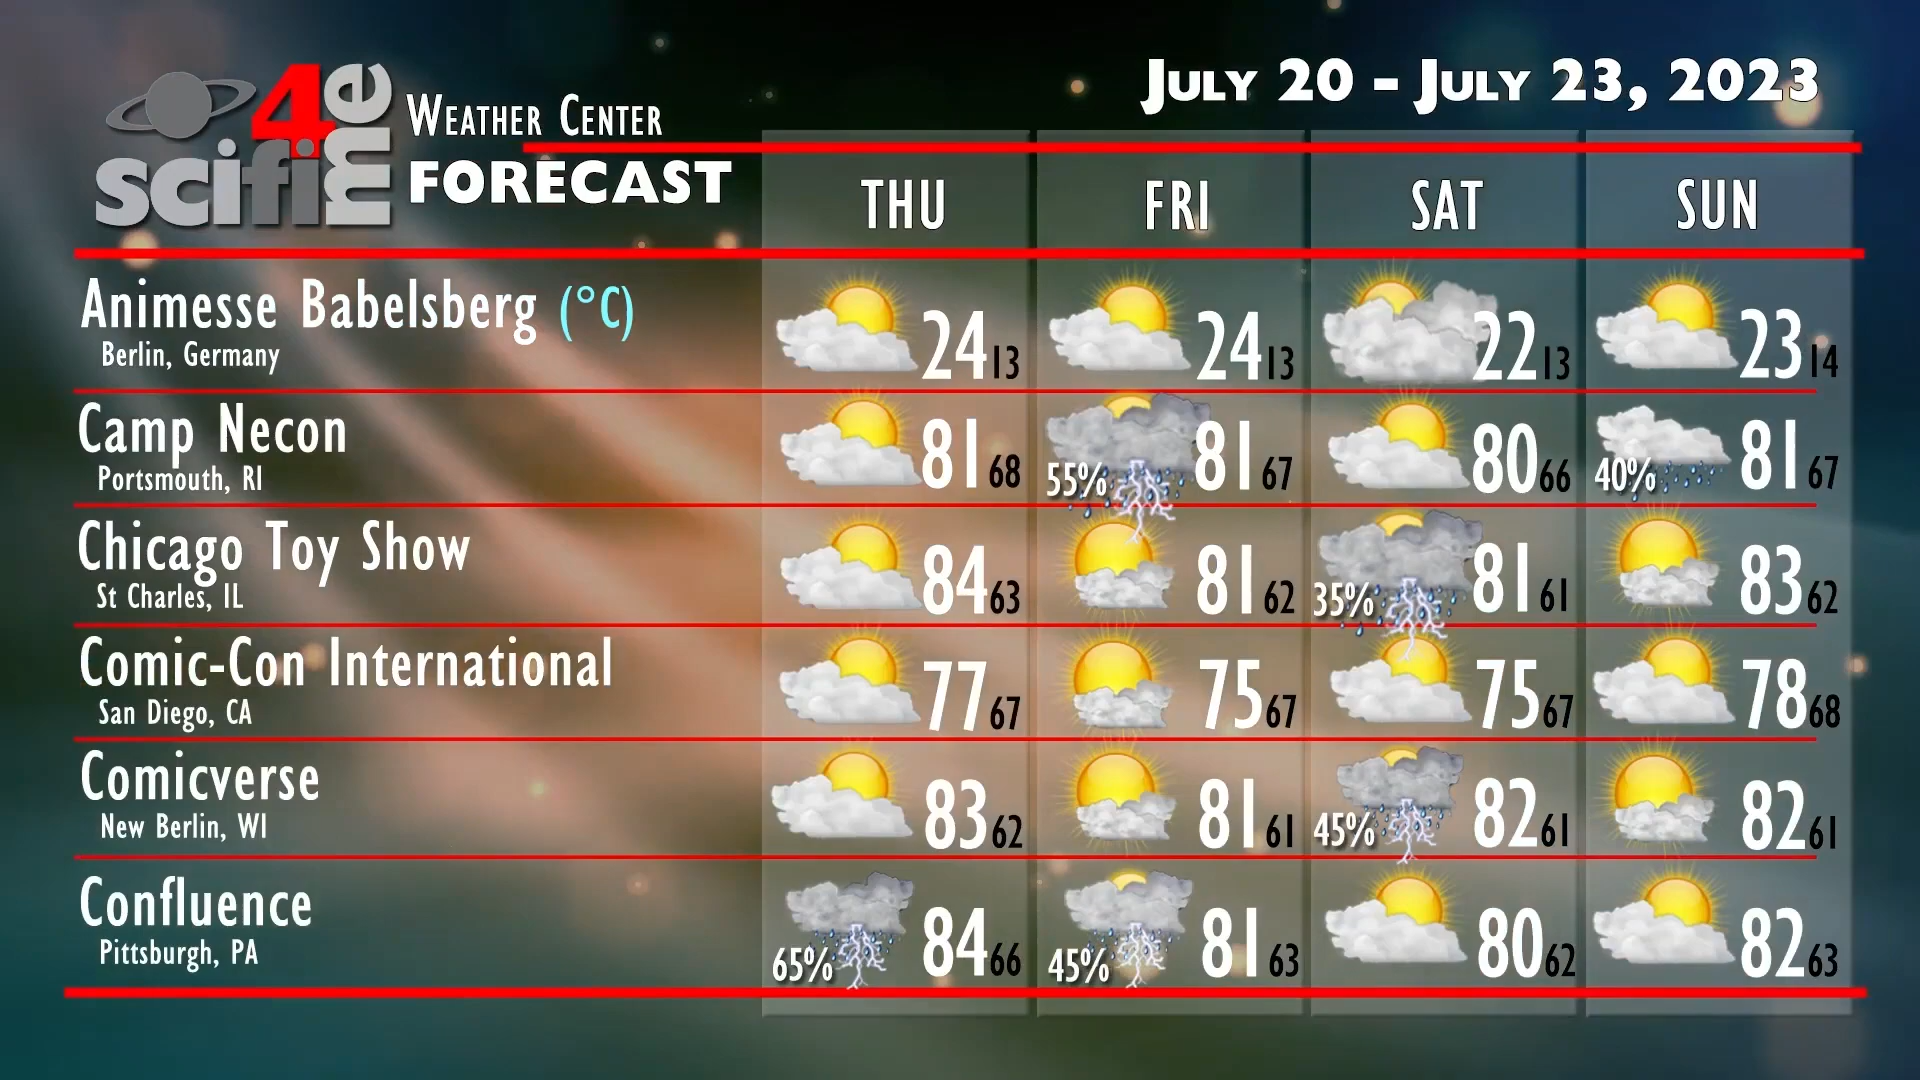 scifi4me
Weather Center
FORECAST
July 20 - July 23, 2023
THU FRI SAT SUN
Animesse Babelsberg (°C)
Berlin, Germany
24 13 24 13 22 13 23 14
Camp Necon
Portsmouth, RI
81 68 55% 81 67 80 66 40% 81 67
Chicago Toy Show
St Charles, IL
84 63 81 62 35% 81 61 83 62
Comic-Con International
San Diego, CA
77 67 75 67 75 67 78 68
Comicverse
New Berlin, WI
83 62 81 61 45% 82 61 82 61
Confluence
Pittsburgh, PA
65% 84 66 45% 81 63 80 62 82 63